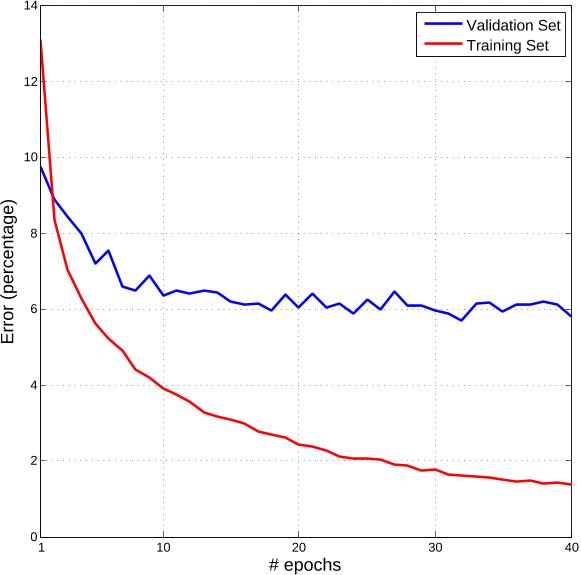 14
12
10
8
6
4
2
0
Error (percentage)
Validation Set
Training Set
1 10 20 30 40
# epochs